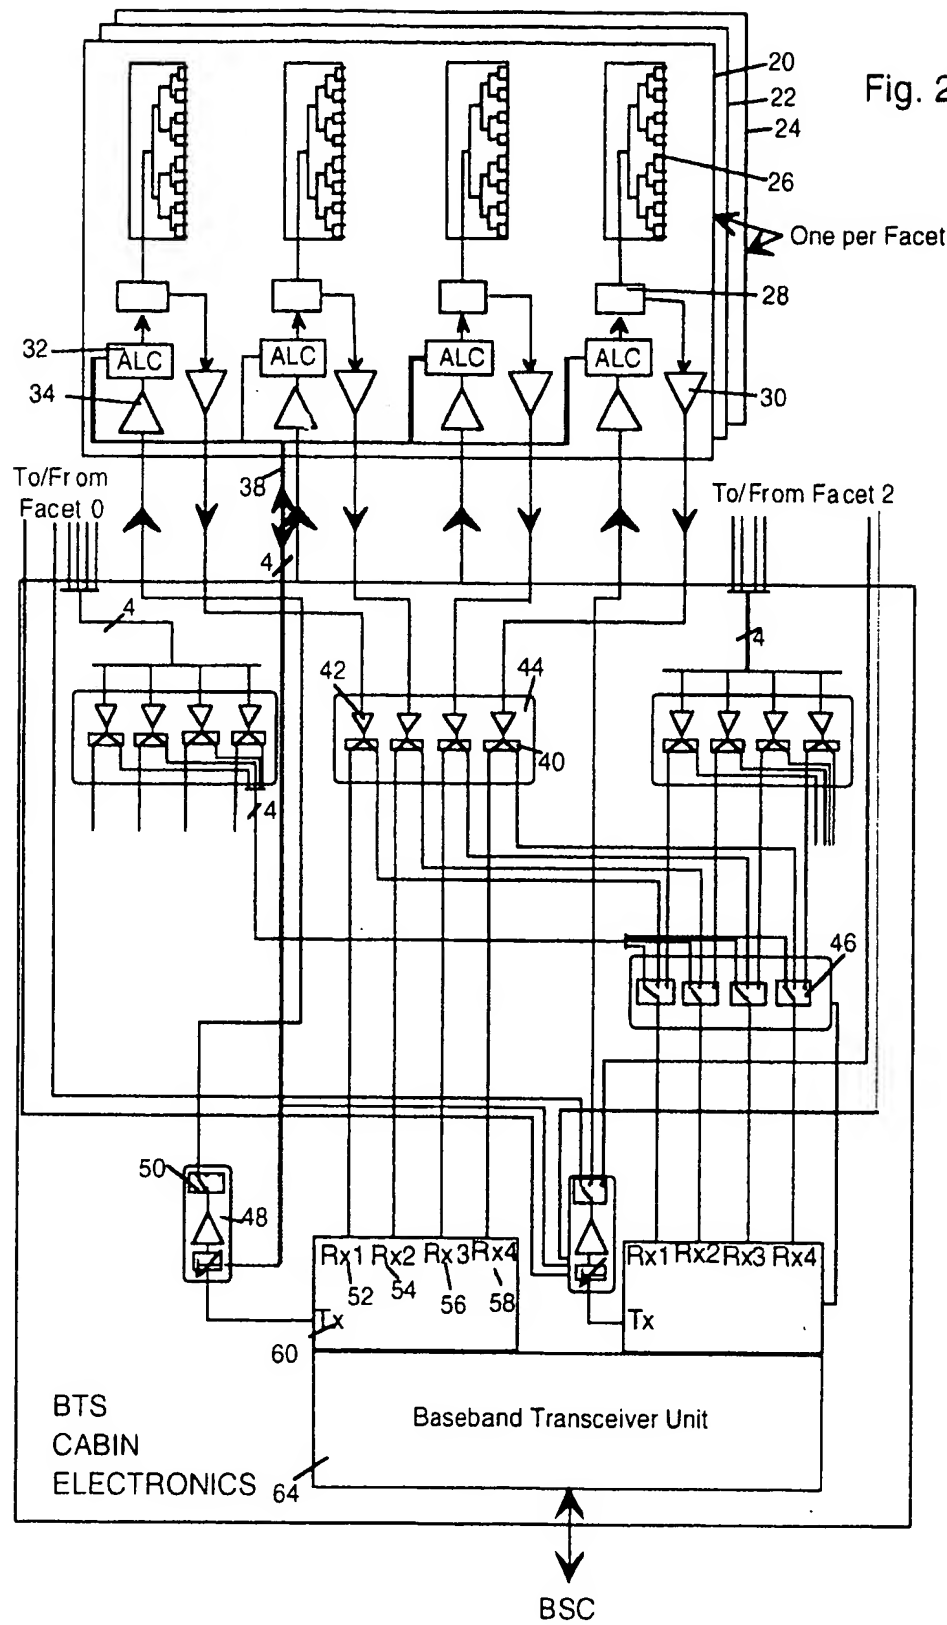 20
Fig. 2
22
24
26
One per Facet
28
32
ALC
ALC
ALC
ALC
34
30
To/From
Facet 0
38
To/From Facet 2
4
4
4
42
44
40
4
46
50
48
Rx1 Rx2 Rx3 Rx4
52 54 56 58
Tx
60
Rx1 Rx2 Rx3 Rx4
Tx
BTS
CABIN
ELECTRONICS
Baseband Transceiver Unit
64
BSC